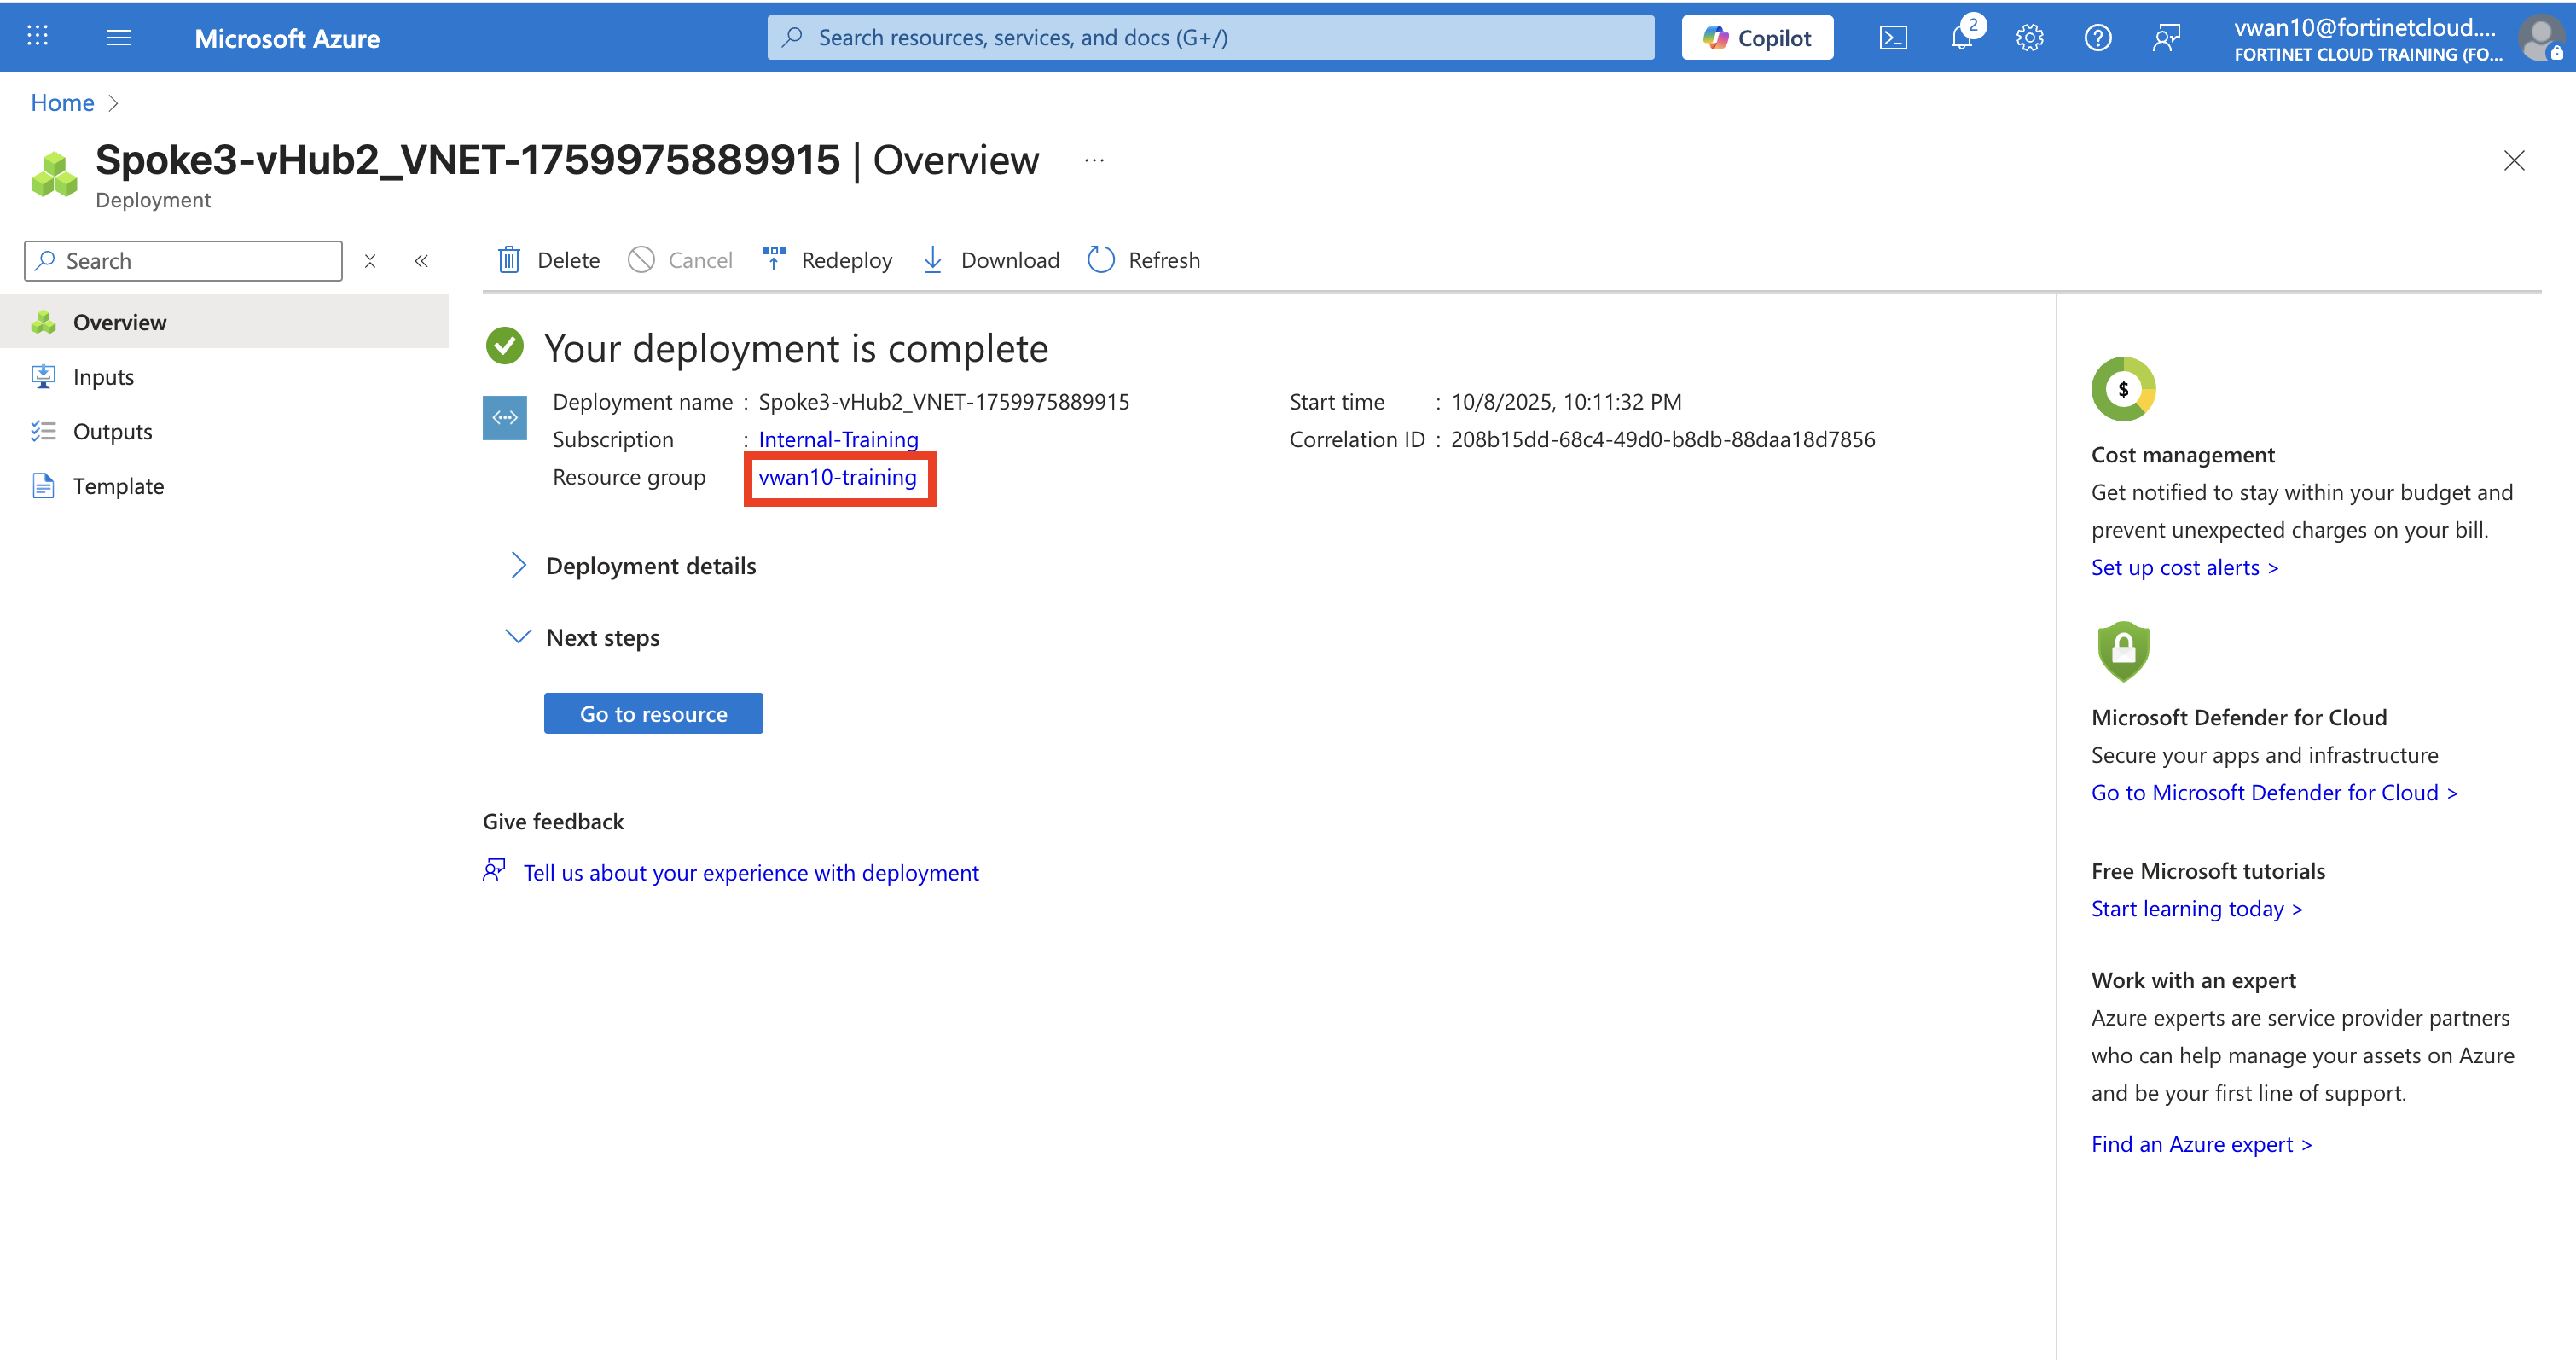 Microsoft Azure
Search resources, services, and docs (G+/)
Copilot
2
vwan10@fortinetcloud....
FORTINET CLOUD TRAINING (FO...
Home
Spoke3-vHub2_VNET-1759975889915 | Overview
...
Deployment
Search
Delete
Cancel
Redeploy
Download
Refresh
Overview
Inputs
Outputs
Template
Your deployment is complete
Deployment name : Spoke3-vHub2_VNET-1759975889915
Subscription : Internal-Training
Resource group vwan10-training
Start time : 10/8/2025, 10:11:32 PM
Correlation ID : 208b15dd-68c4-49d0-b8db-88daa18d7856
Deployment details
Next steps
Go to resource
Give feedback
Tell us about your experience with deployment
$
Cost management
Get notified to stay within your budget and
prevent unexpected charges on your bill.
Set up cost alerts >
Microsoft Defender for Cloud
Secure your apps and infrastructure
Go to Microsoft Defender for Cloud >
Free Microsoft tutorials
Start learning today >
Work with an expert
Azure experts are service provider partners
who can help manage your assets on Azure
and be your first line of support.
Find an Azure expert >